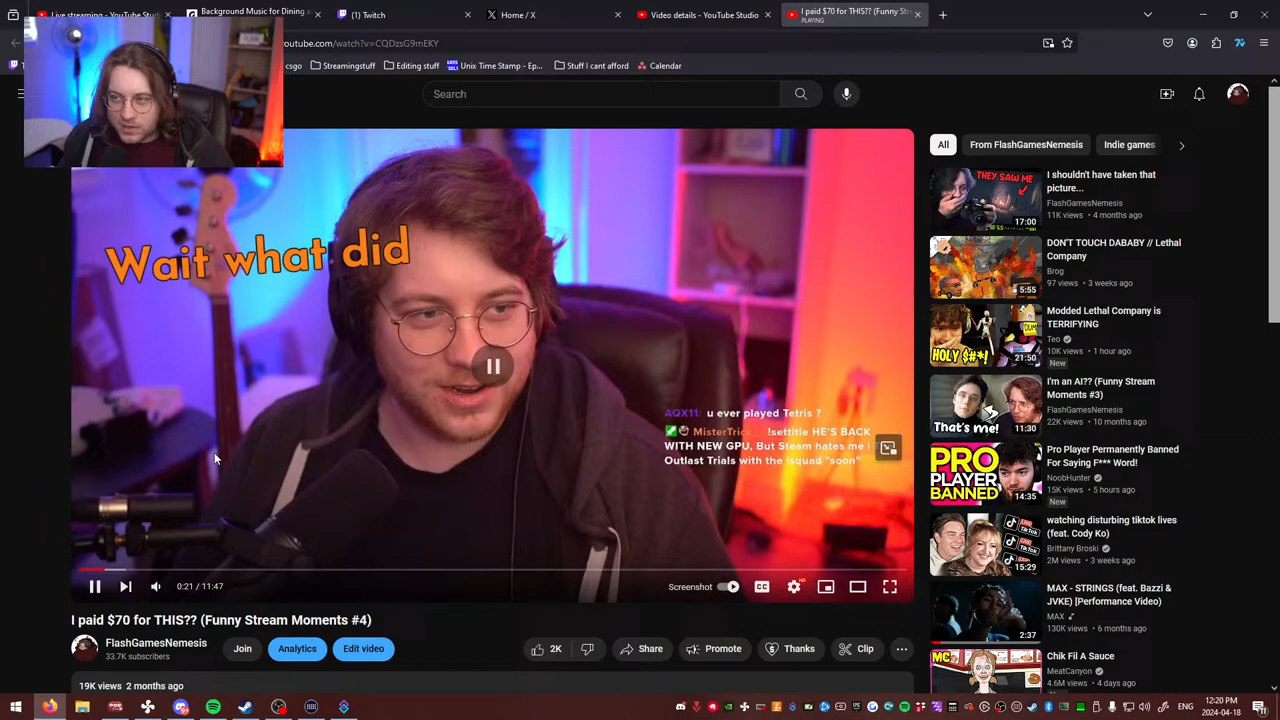 Live stu
Background Music for Dining a
Twitch
Home / X
Video details - YouTube Studio
I paid $70 for THIS?? (Funny Str
PLAYING
outube.com/watch?v=CQDzsG9mEKY
csgo
Streamingstuff
Editing stuff
Unix Time Stamp - Ep...
Stuff I cant afford
Calendar
Search
Wait what did
AQX11: u ever played Tetris ?
MisterTrick !settitle HE'S BACK
WITH NEW GPU, But Steam hates me
Outlast Trials with the !squad "soon"
0:21 / 11:47
Screenshot
HD
I paid $70 for THIS?? (Funny Stream Moments #4)
FlashGamesNemesis
33.7K subscribers
Join
Analytics
Edit video
2K
Share
Promote
Thanks
Clip
19K views 2 months ago
All
From FlashGamesNemesis
Indie games
THEY SAW ME
17:00
I shouldn't have taken that
picture...
FlashGamesNemesis
11K views • 4 months ago
5:55
DON'T TOUCH DABABY // Lethal
Company
Brog
97 views • 3 weeks ago
HOLY $#*!
21:50
Modded Lethal Company is
TERRIFYING
Teo
10K views • 1 hour ago
New
That's me!
11:30
I'm an AI?? (Funny Stream
Moments #3)
FlashGamesNemesis
22K views • 10 months ago
PRO
PLAYER
BANNED
14:35
Pro Player Permanently Banned
For Saying F*** Word!
NoobHunter
15K views • 5 hours ago
New
TikTok
15:29
watching disturbing tiktok lives
(feat. Cody Ko)
Brittany Broski
2M views • 3 weeks ago
2:37
MAX - STRINGS (feat. Bazzi &
JVKE) [Performance Video)
MAX
130K views • 6 months ago
MC
Chik Fil A Sauce
MeatCanyon
4.6M views • 4 days ago
ENG
12:20 PM
2024-04-18